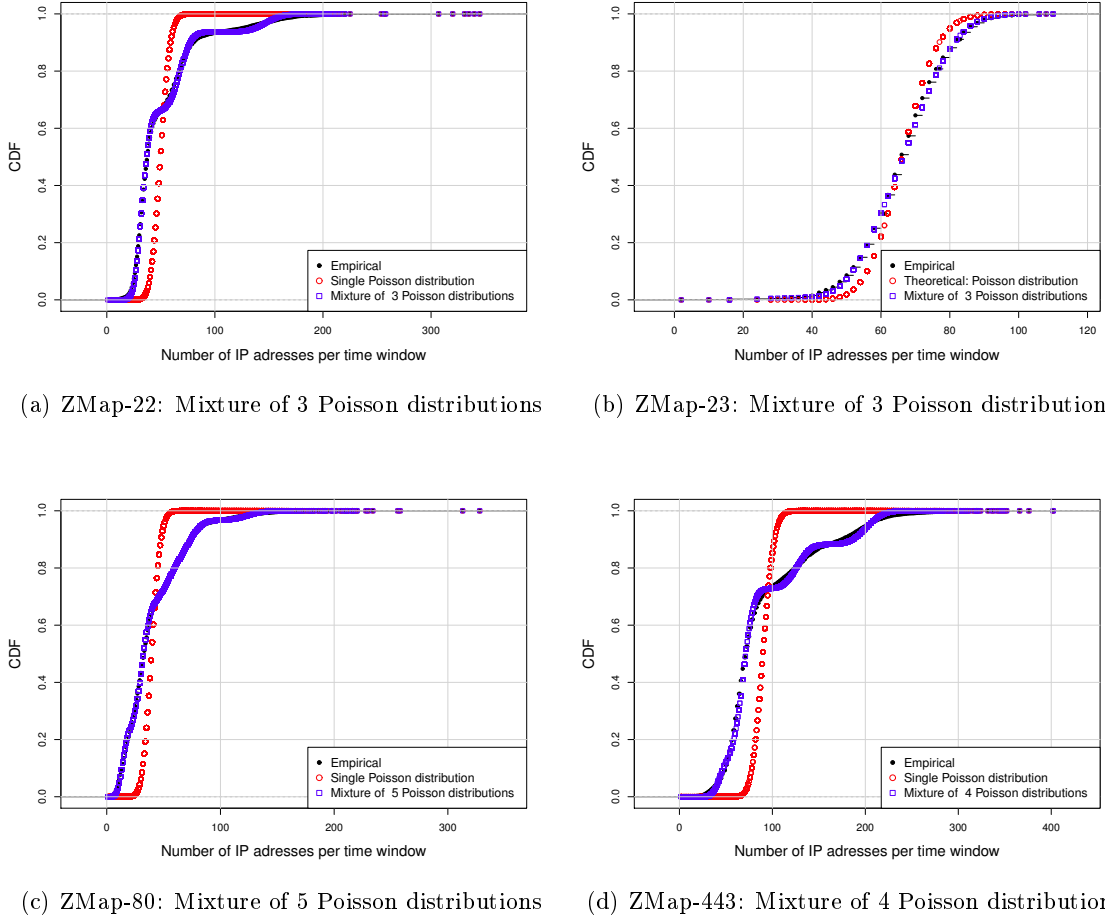 CDF
0.0 0.2 0.4 0.6 0.8 1.0
Empirical
Single Poisson distribution
Mixture of 3 Poisson distributions
0 100 200 300
Number of IP adresses per time window
(a) ZMap-22: Mixture of 3 Poisson distributions
CDF
0.0 0.2 0.4 0.6 0.8 1.0
Empirical
Theoretical: Poisson distribution
Mixture of 3 Poisson distributions
0 20 40 60 80 100 120
Number of IP adresses per time window
(b) ZMap-23: Mixture of 3 Poisson distribution
CDF
0.0 0.2 0.4 0.6 0.8 1.0
Empirical
Single Poisson distribution
Mixture of 5 Poisson distributions
0 100 200 300
Number of IP adresses per time window
(c) ZMap-80: Mixture of 5 Poisson distributions
CDF
0.0 0.2 0.4 0.6 0.8 1.0
Empirical
Single Poisson distribution
Mixture of 4 Poisson distributions
0 100 200 300 400
Number of IP adresses per time window
(d) ZMap-443: Mixture of 4 Poisson distribution